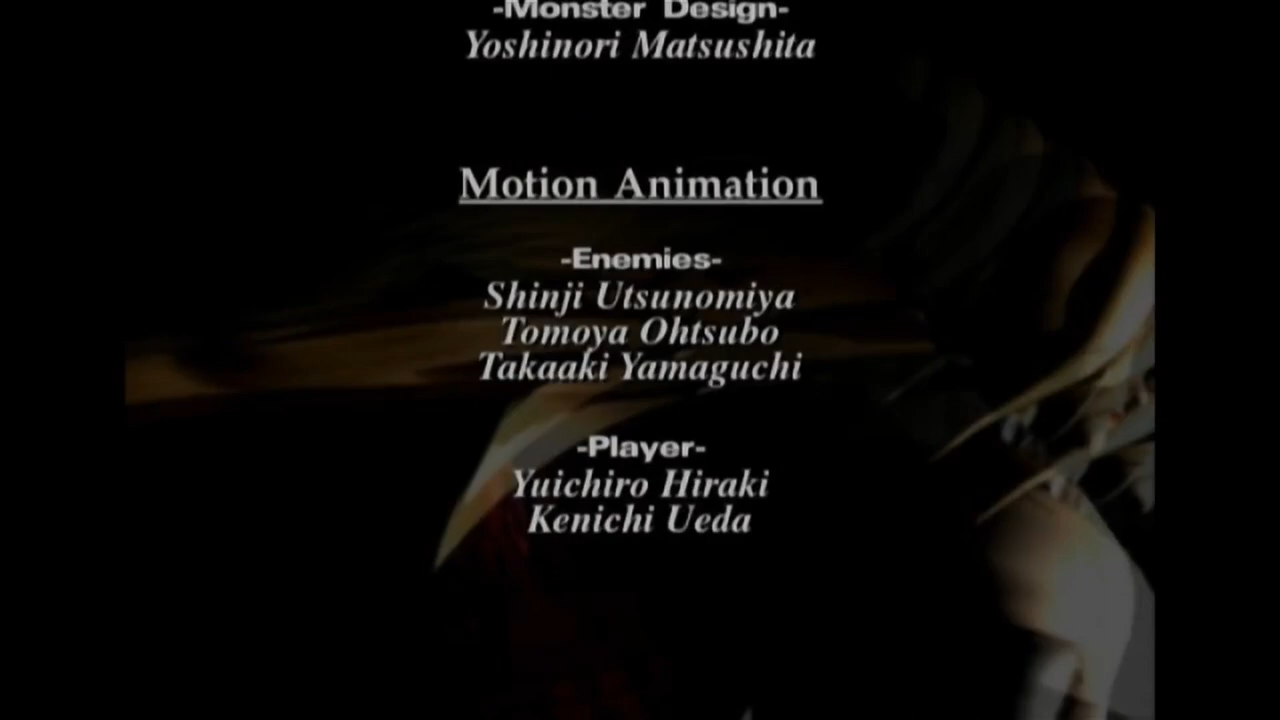 -Monster Design-
Yoshinori Matsushita
Motion Animation
-Enemies-
Shinji Utsunomiya
Tomoya Ohtsubo
Takaaki Yamaguchi
-Player-
Yuichiro Hiraki
Kenichi Ueda